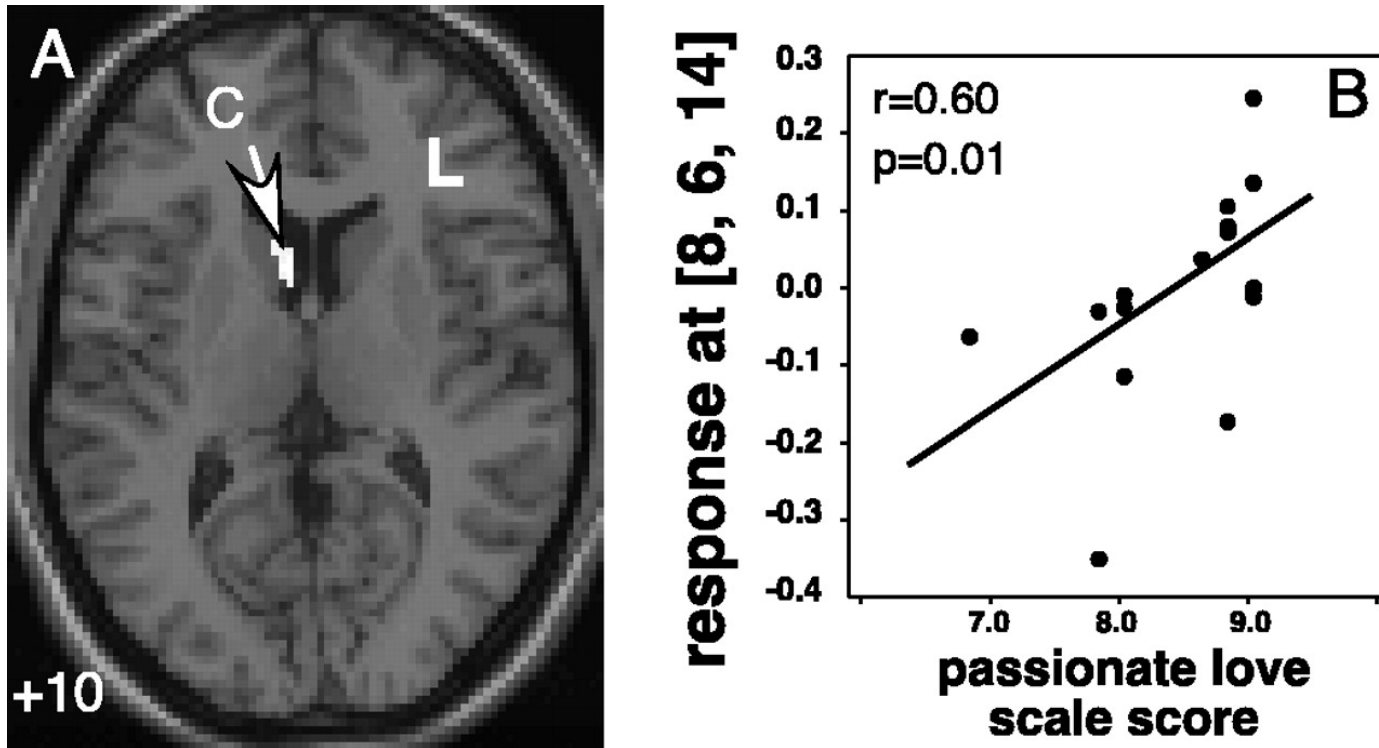 A
C
L
+10
response at [8, 6, 14]
0.3
0.2
0.1
0.0
-0.1
-0.2
-0.3
-0.4
r=0.60
p=0.01
B
7.0 8.0 9.0
passionate love
scale score